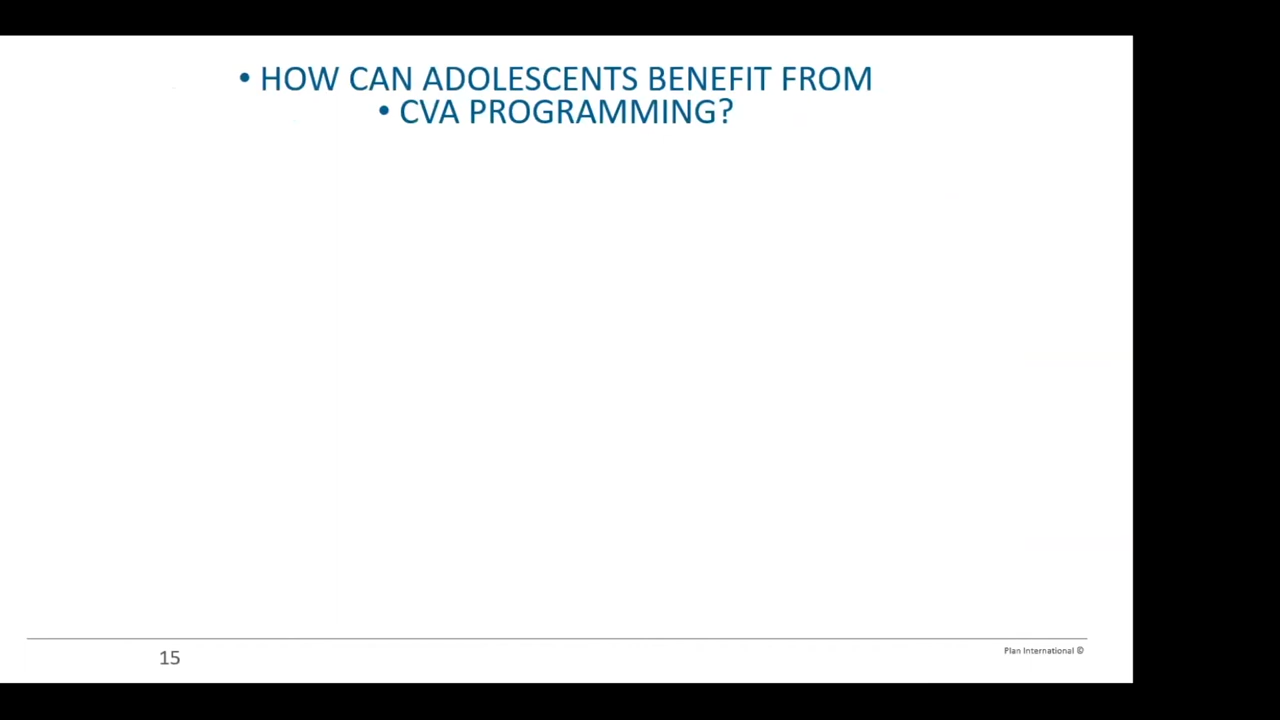 • HOW CAN ADOLESCENTS BENEFIT FROM
• CVA PROGRAMMING?
15
Plan International ©